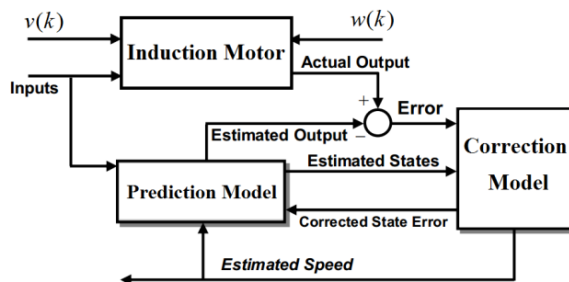 v(k)
w(k)
Induction Motor
Actual Output
Inputs
+
Error
−
Estimated Output
Correction
Model
Estimated States
Prediction Model
Corrected State Error
Estimated Speed